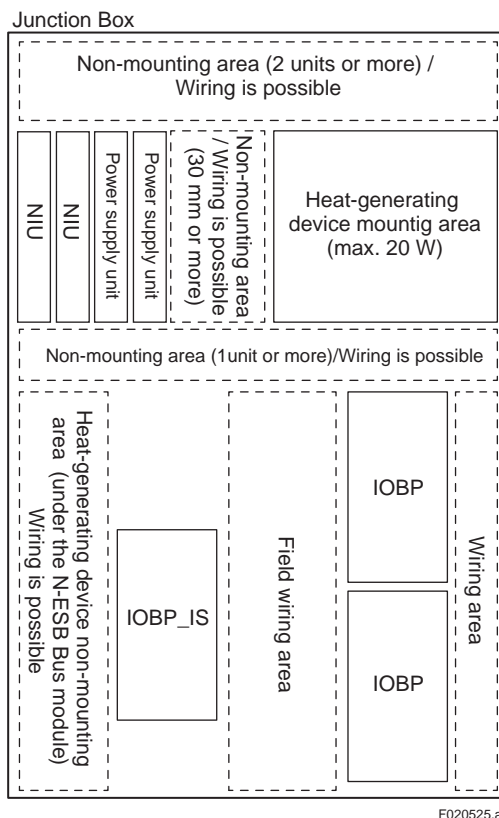 Junction Box
Non-mounting area (2 units or more) /
Wiring is possible
NIU
NIU
Power supply unit
Power supply unit
Non-mounting area
/ Wiring is possible
(30 mm or more)
Heat-generating
device mountig area
(max. 20 W)
Non-mounting area (1unit or more)/Wiring is possible
Heat-generating device non-mounting
area  (under the N-ESB Bus module)
Wiring is possible
IOBP_IS
Field wiring area
IOBP
IOBP
Wiring area
F020525.ai